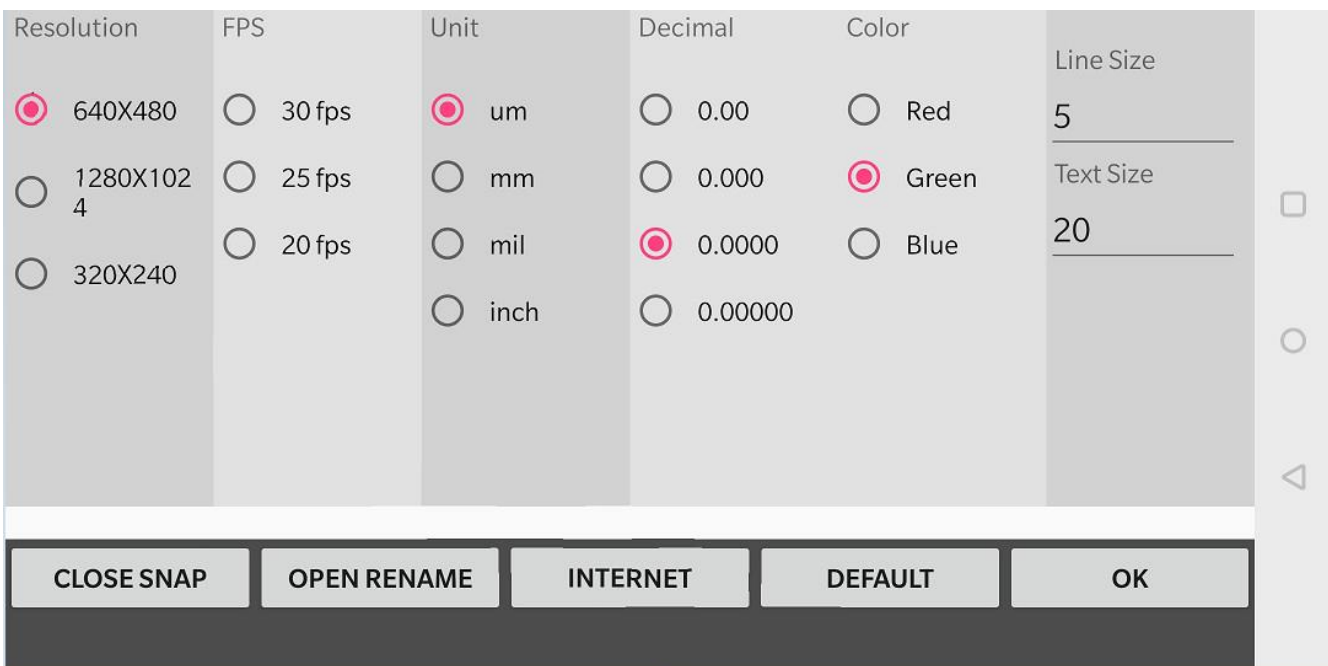 Resolution
640X480
1280X102
4
320X240
FPS
30 fps
25 fps
20 fps
Unit
um
mm
mil
inch
Decimal
0.00
0.000
0.0000
0.00000
Color
Red
Green
Blue
Line Size
5
Text Size
20
CLOSE SNAP
OPEN RENAME
INTERNET
DEFAULT
OK